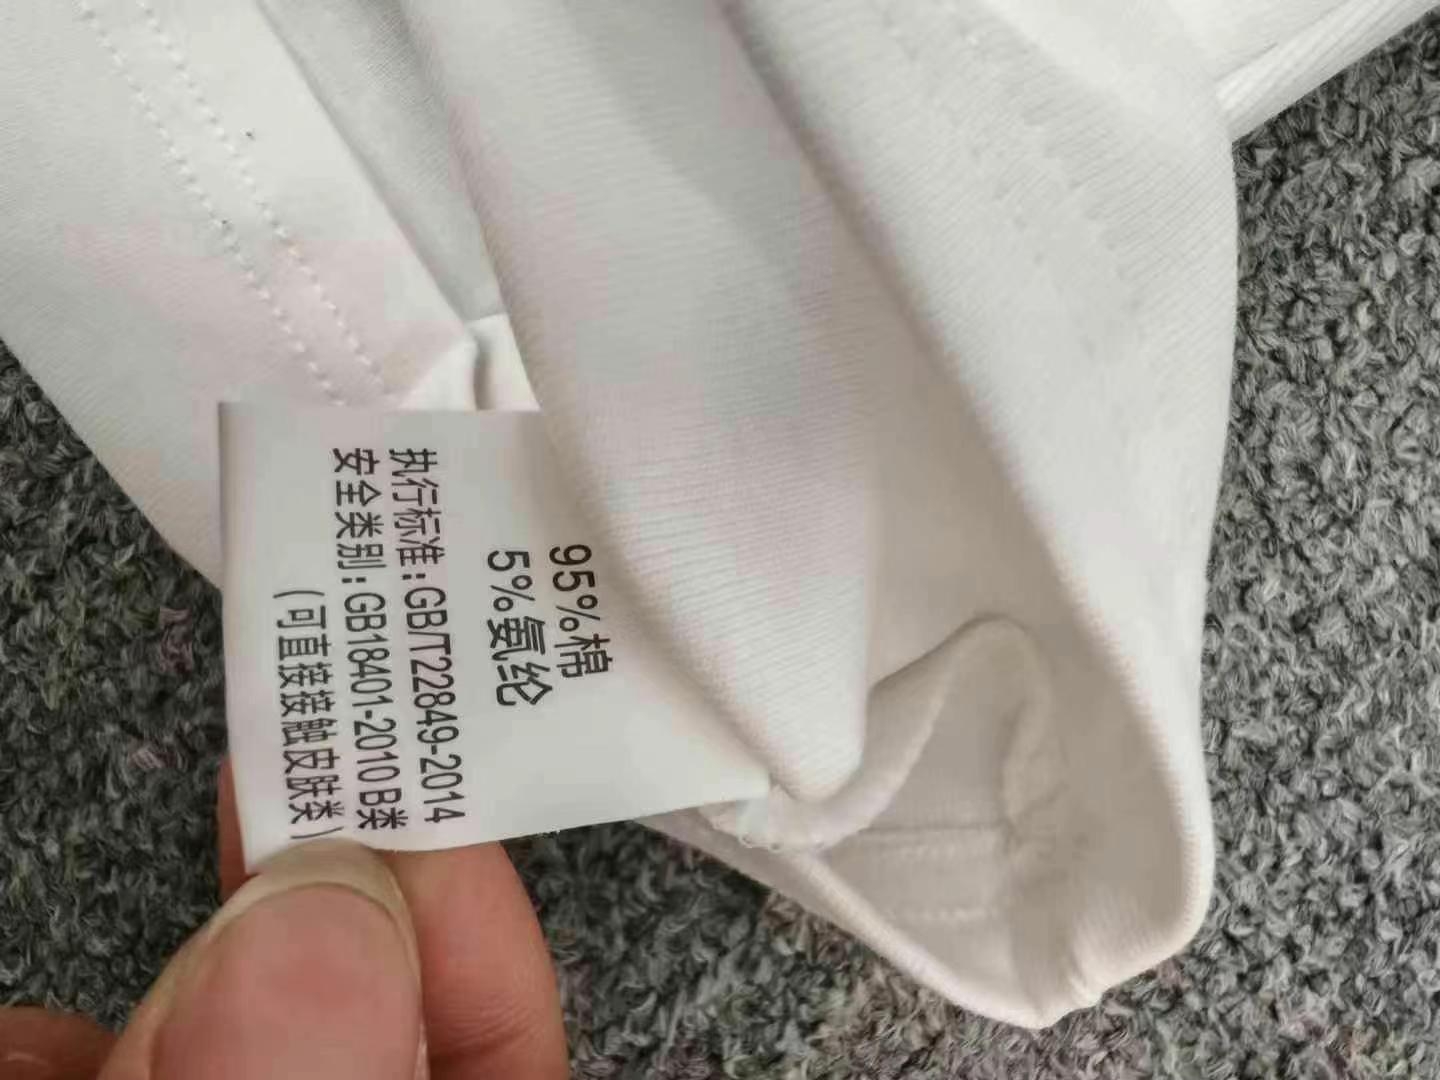 95%棉
5%氨纶
执行标准:GB/T22849-2014
安全类别:GB18401-2010 B类
(可直接接触皮肤类)